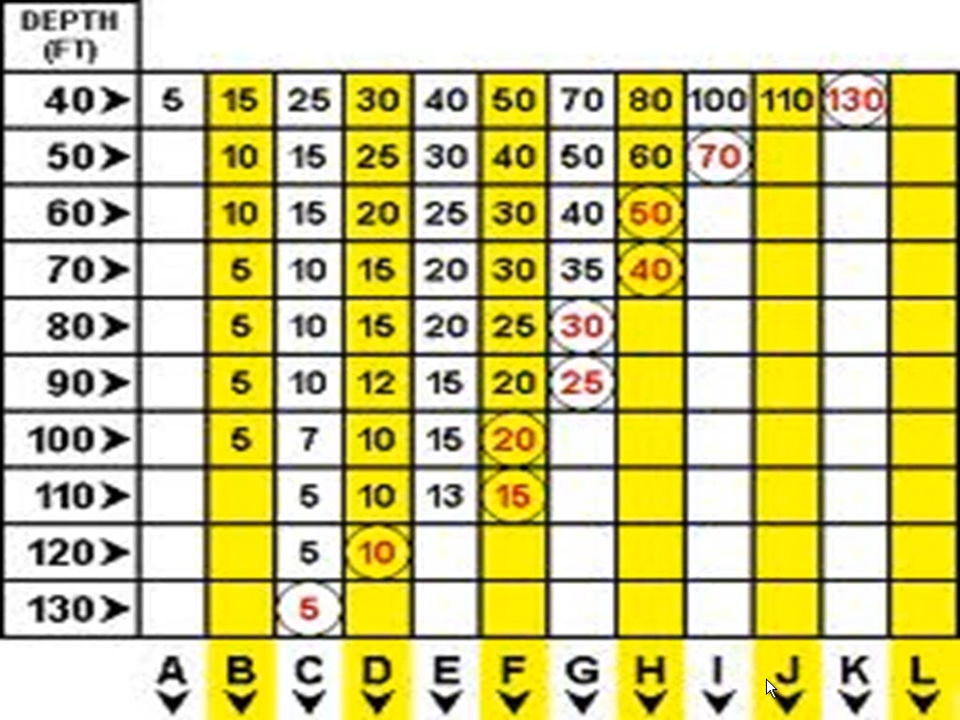 DEPTH
(FT)
40 5 15 25 30 40 50 70 80 100 110 130
50 10 15 25 30 40 50 60 70
60 10 15 20 25 30 40 50
70 5 10 15 20 30 35 40
80 5 10 15 20 25 30
90 5 10 12 15 20 25
100 5 7 10 15 20
110 5 10 13 15
120 5 10
130 5
A B C D E F G H I J K L